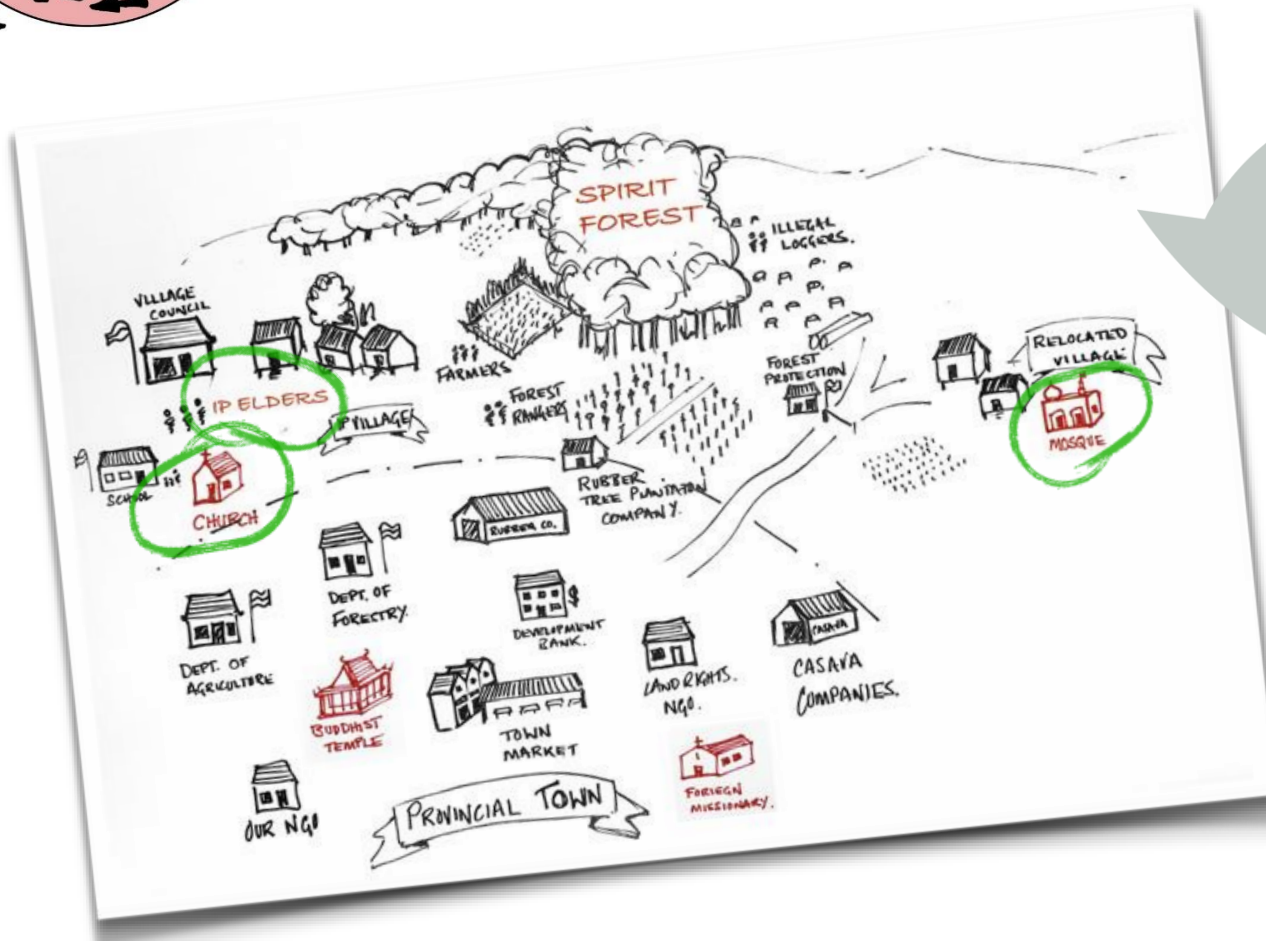 SPIRIT
FOREST
ILLEGAL
LOGGERS.
VILLAGE
COUNCIL
FARMERS
FOREST
PROTECTION
RELOCATED
VILLAGE
IP ELDERS
IP VILLAGE
FOREST
RANGERS
MOSQUE
SCHOOL
CHURCH
RUBBER
TREE PLANTATON
COMPANY.
RUBBER CO.
DEPT. OF
FORESTRY.
DEVELOPMENT
BANK.
$
DEPT. OF
AGRICULTURE
BUDDHIST
TEMPLE
TOWN
MARKET
LAND RIGHTS.
NGO.
CASAVA
CASAVA
COMPANIES.
FORIEGN
MISSIONARY.
OUR NGO
PROVINCIAL TOWN